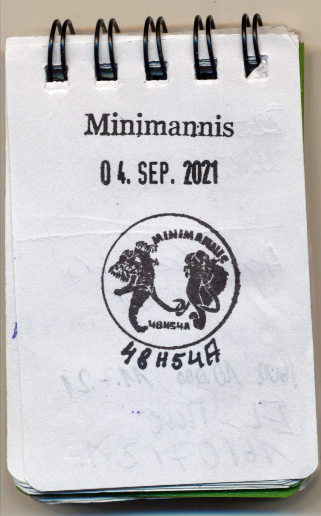 Minimannis
04. SEP. 2021
MINIMANNIS
48H54A
48H54A